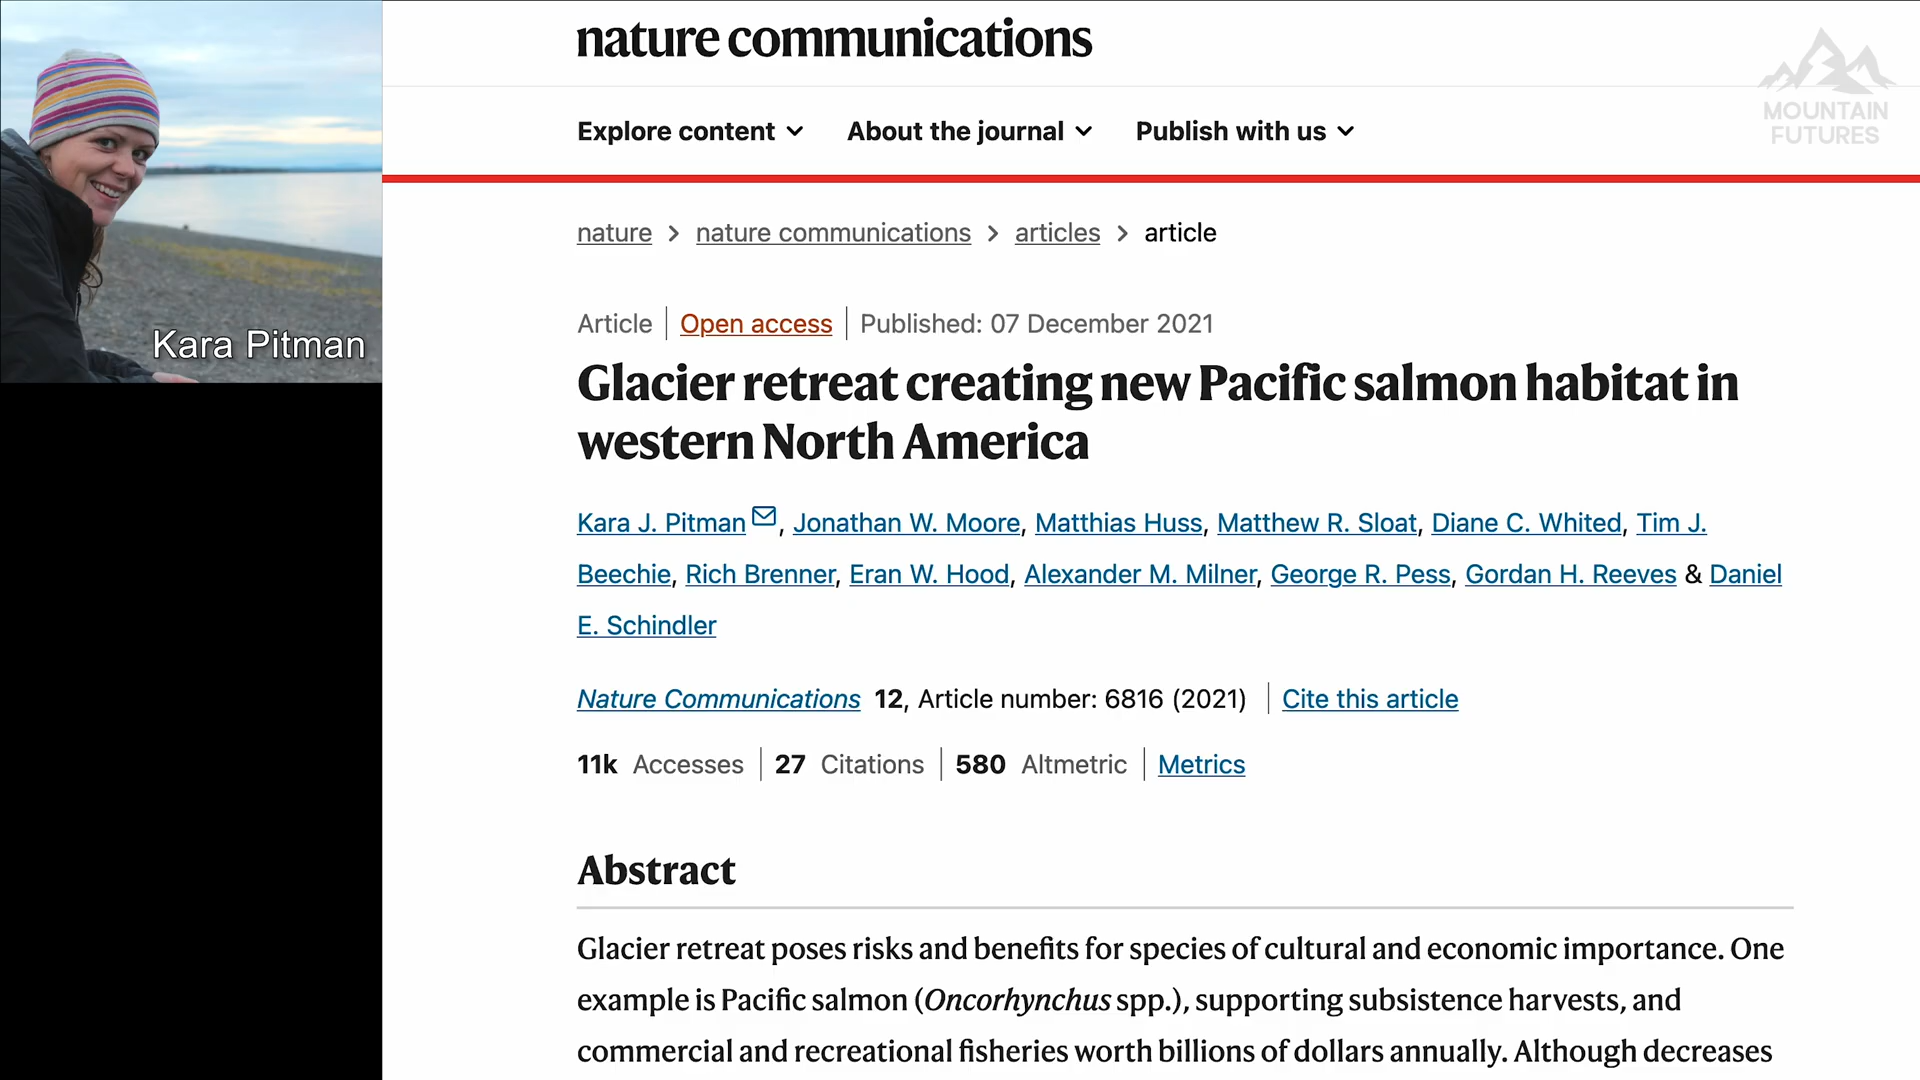 nature communications
MOUNTAIN
FUTURES
Explore content
About the journal
Publish with us
nature > nature communications > articles > article
Article | Open access | Published: 07 December 2021
Glacier retreat creating new Pacific salmon habitat in
western North America
Kara Pitman
Kara J. Pitman, Jonathan W. Moore, Matthias Huss, Matthew R. Sloat, Diane C. Whited, Tim J.
Beechie, Rich Brenner, Eran W. Hood, Alexander M. Milner, George R. Pess, Gordan H. Reeves & Daniel
E. Schindler
Nature Communications 12, Article number: 6816 (2021) | Cite this article
11k Accesses | 27 Citations | 580 Altmetric | Metrics
Abstract
Glacier retreat poses risks and benefits for species of cultural and economic importance. One
example is Pacific salmon (Oncorhynchus spp.), supporting subsistence harvests, and
commercial and recreational fisheries worth billions of dollars annually. Although decreases